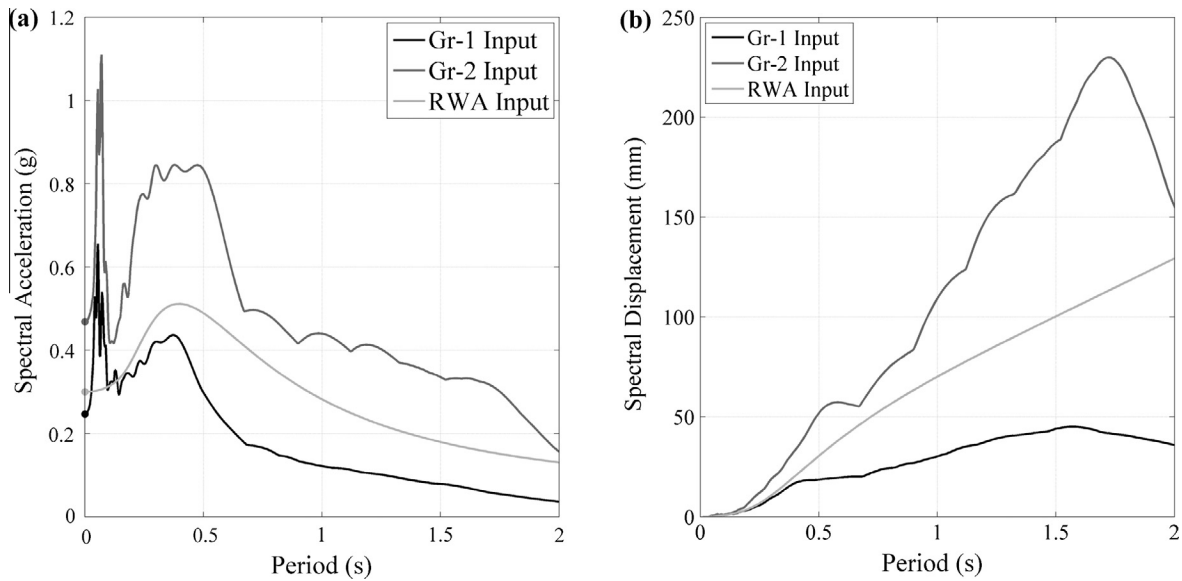 (a)
1.2
1
0.8
0.6
0.4
0.2
0
Spectral Acceleration (g)
Gr-1 Input
Gr-2 Input
RWA Input
0 0.5 1 1.5 2
Period (s)
(b)
250
200
150
100
50
0
Spectral Displacement (mm)
Gr-1 Input
Gr-2 Input
RWA Input
0 0.5 1 1.5 2
Period (s)